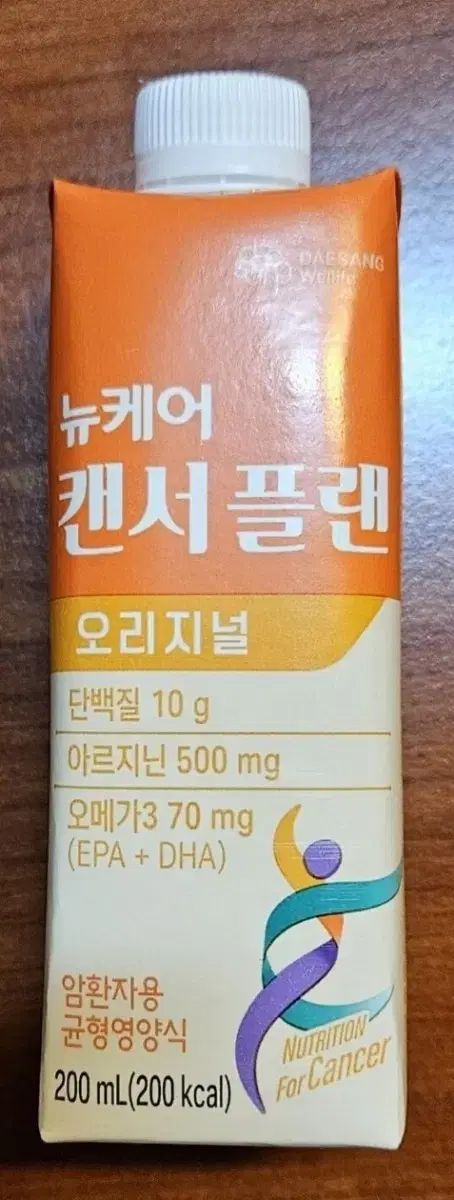 DAESANG
Wellife
뉴케어
캔서 플랜
오리지널
단백질 10 g
아르지닌 500 mg
오메가3 70 mg
(EPA + DHA)
암환자용
균형영양식
200 mL(200 kcal)
NUTRITION
For Cancer